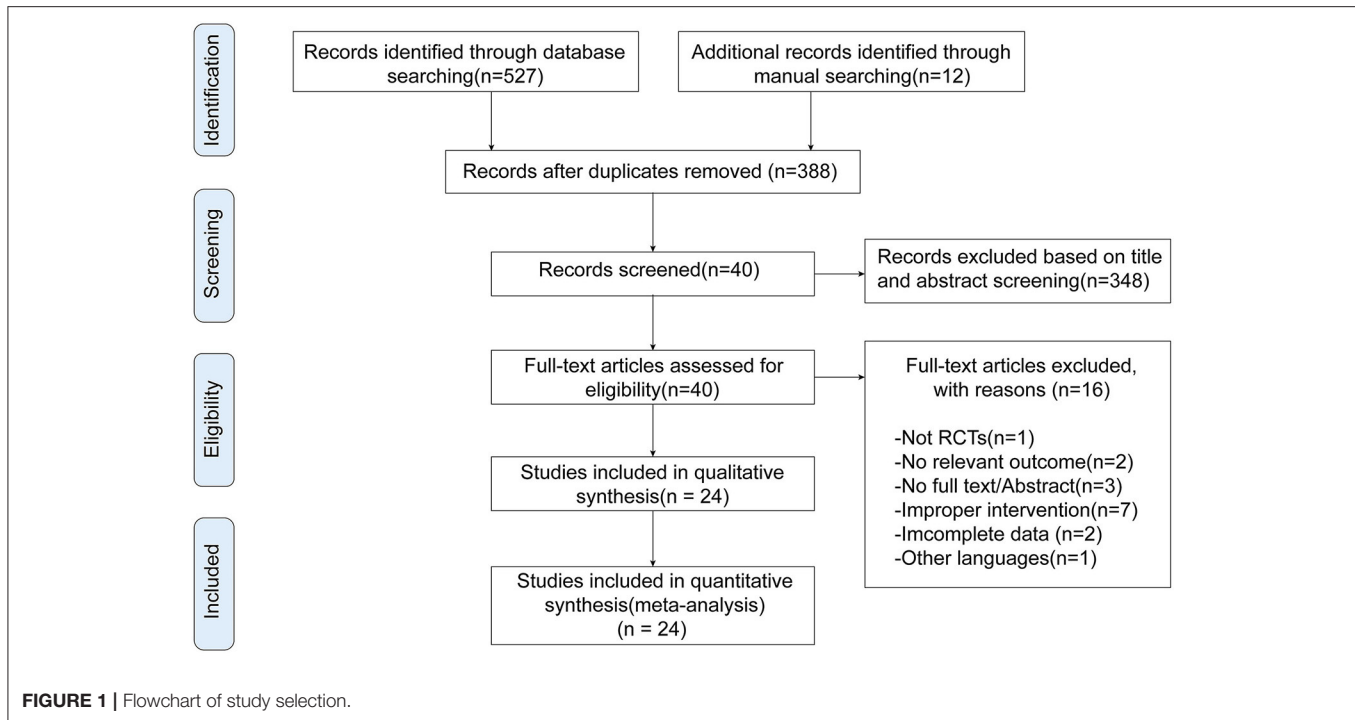 Identification
Records identified through database
searching(n=527)
Additional records identified through
manual searching(n=12)
Records after duplicates removed (n=388)
Screening
Records screened(n=40)
Records excluded based on title
and abstract screening(n=348)
Eligibility
Full-text articles assessed for
eligibility(n=40)
Full-text articles excluded,
with reasons (n=16)
-Not RCTs(n=1)
-No relevant outcome(n=2)
-No full text/Abstract(n=3)
-Improper intervention(n=7)
-Imcomplete data (n=2)
-Other languages(n=1)
Studies included in qualitative
synthesis(n = 24)
Included
Studies included in quantitative
synthesis(meta-analysis)
(n = 24)
FIGURE 1 | Flowchart of study selection.